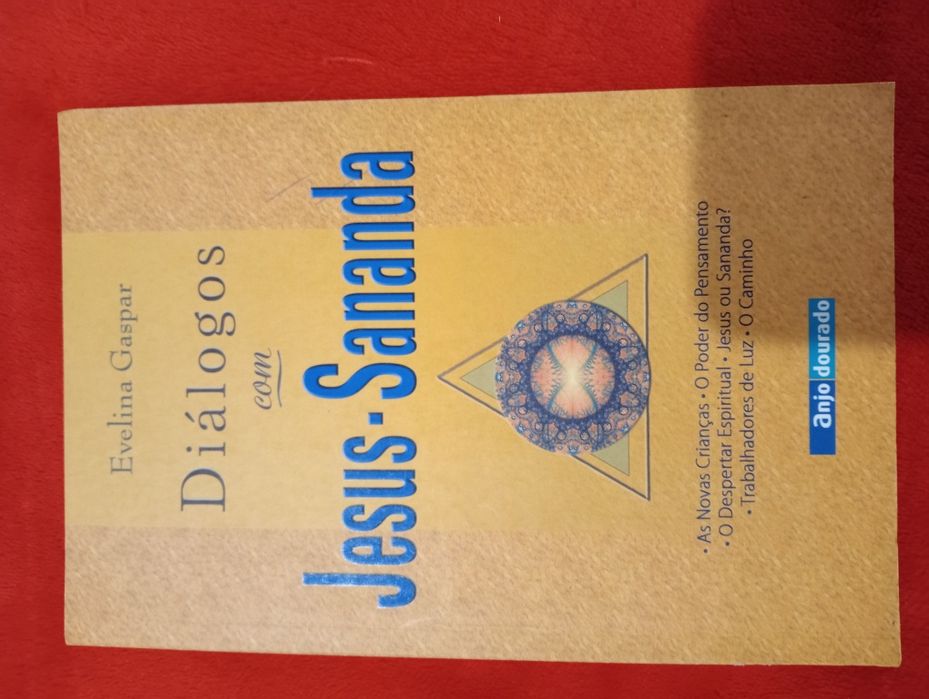 Evelina Gaspar
Diálogos
com
Jesus - Sananda
• As Novas Crianças • O Poder do Pensamento
• O Despertar Espiritual • Jesus ou Sananda?
• Trabalhadores de Luz • O Caminho
anjo dourado